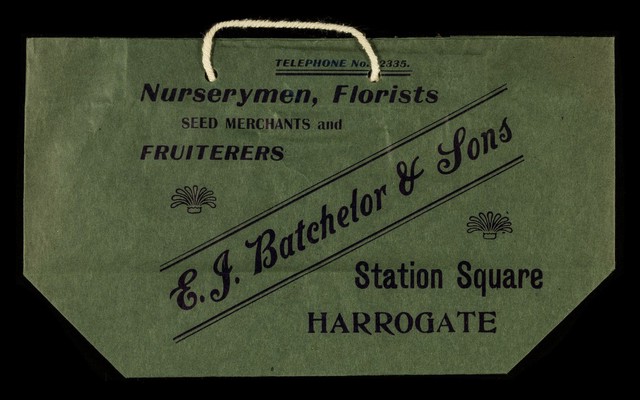 TELEPHONE No. 2335.
Nurserymen, Florists
SEED MERCHANTS and
FRUITERERS
E. J. Batchelor & Sons
Station Square
HARROGATE